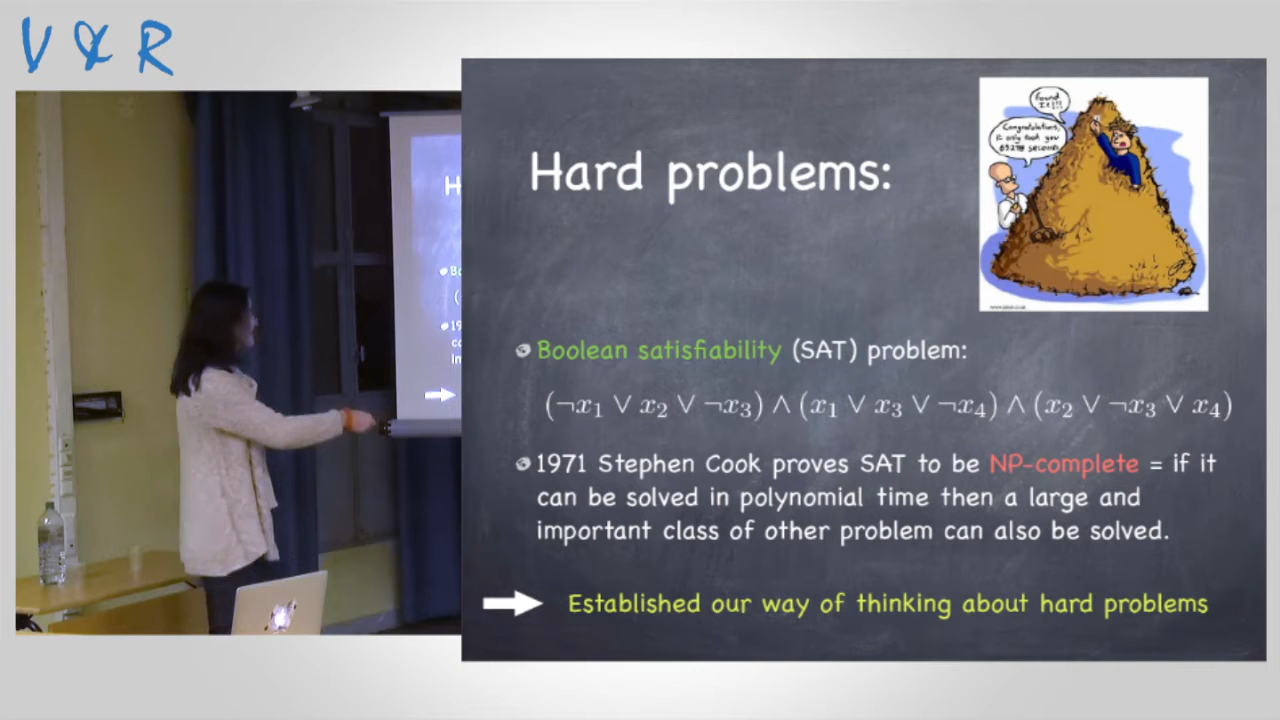 V & R
Found
It!!!
Congratulations,
it only took you
Hard problems:
Boolean satisfiability (SAT) problem:
(¬x₁ ∨ x₂ ∨ ¬x₃) ∧ (x₁ ∨ x₃ ∨ ¬x₄) ∧ (x₂ ∨ ¬x₃ ∨ x₄)
1971 Stephen Cook proves SAT to be NP-complete = if it
can be solved in polynomial time then a large and
important class of other problem can also be solved.
Established our way of thinking about hard problems